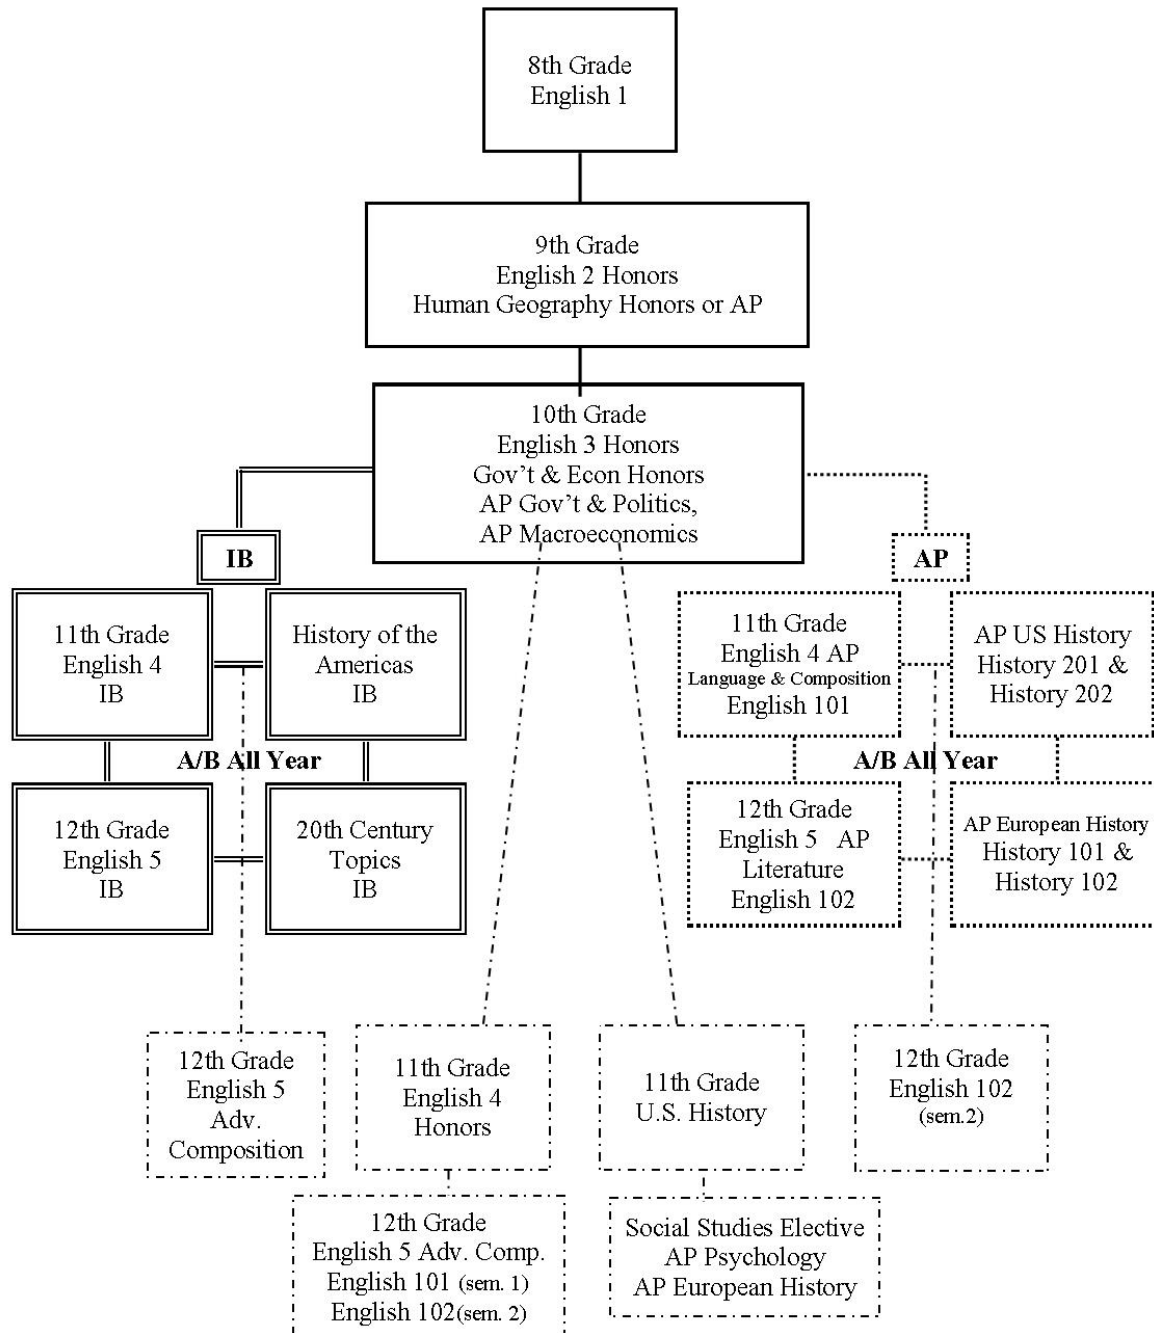 8th Grade
English 1
9th Grade
English 2 Honors
Human Geography Honors or AP
10th Grade
English 3 Honors
Gov't & Econ Honors
AP Gov't & Politics,
AP Macroeconomics
IB
AP
11th Grade
English 4
IB
History of the
Americas
IB
11th Grade
English 4 AP
Language & Composition
English 101
AP US History
History 201 &
History 202
A/B All Year
A/B All Year
12th Grade
English 5
IB
20th Century
Topics
IB
12th Grade
English 5 AP
Literature
English 102
AP European History
History 101 &
History 102
12th Grade
English 5
Adv.
Composition
11th Grade
English 4
Honors
11th Grade
U.S. History
12th Grade
English 102
(sem.2)
12th Grade
English 5 Adv. Comp.
English 101 (sem. 1)
English 102(sem. 2)
Social Studies Elective
AP Psychology
AP European History